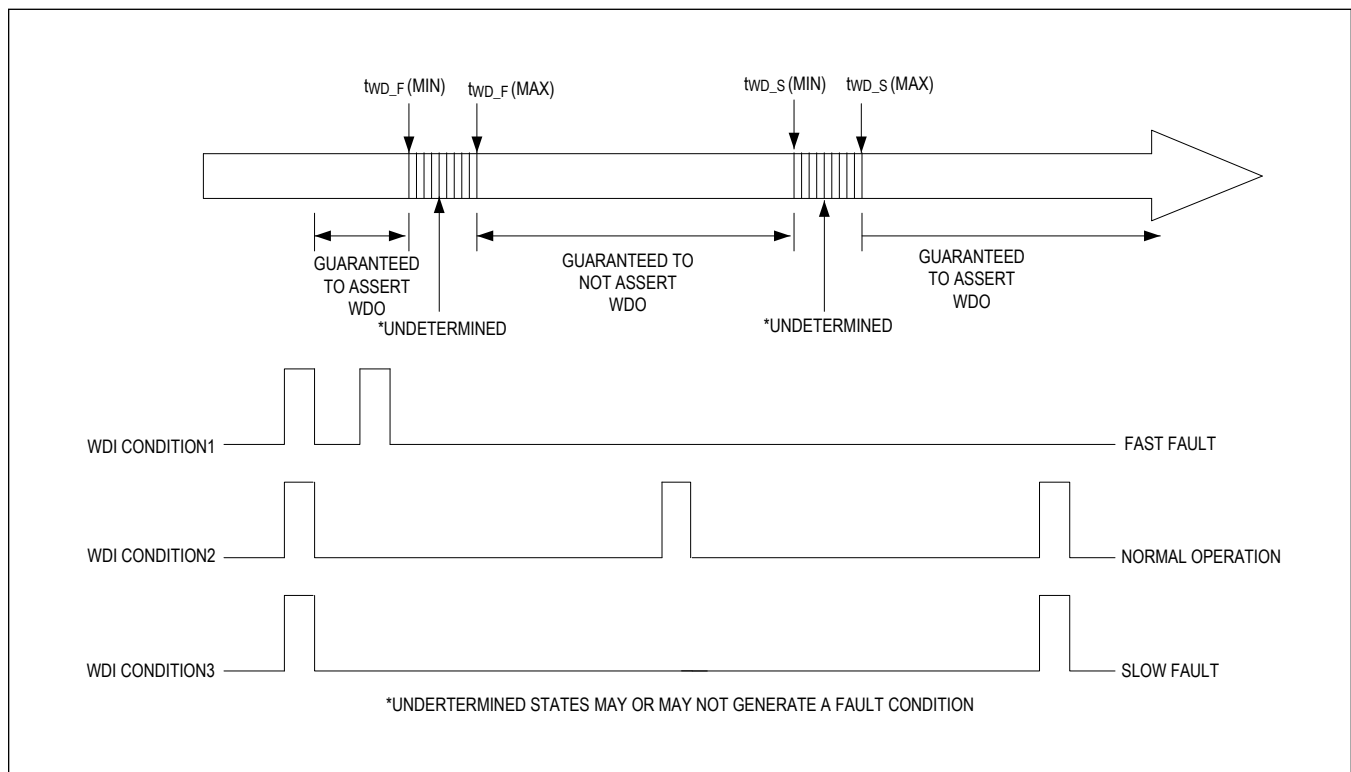 tWD_F (MIN)
tWD_F (MAX)
tWD_S (MIN)
tWD_S (MAX)
GUARANTEED
TO ASSERT
WDO
*UNDETERMINED
GUARANTEED TO
NOT ASSERT
WDO
*UNDETERMINED
GUARANTEED
TO ASSERT
WDO
WDI CONDITION1
FAST FAULT
WDI CONDITION2
NORMAL OPERATION
WDI CONDITION3
SLOW FAULT
*UNDERTERMINED STATES MAY OR MAY NOT GENERATE A FAULT CONDITION